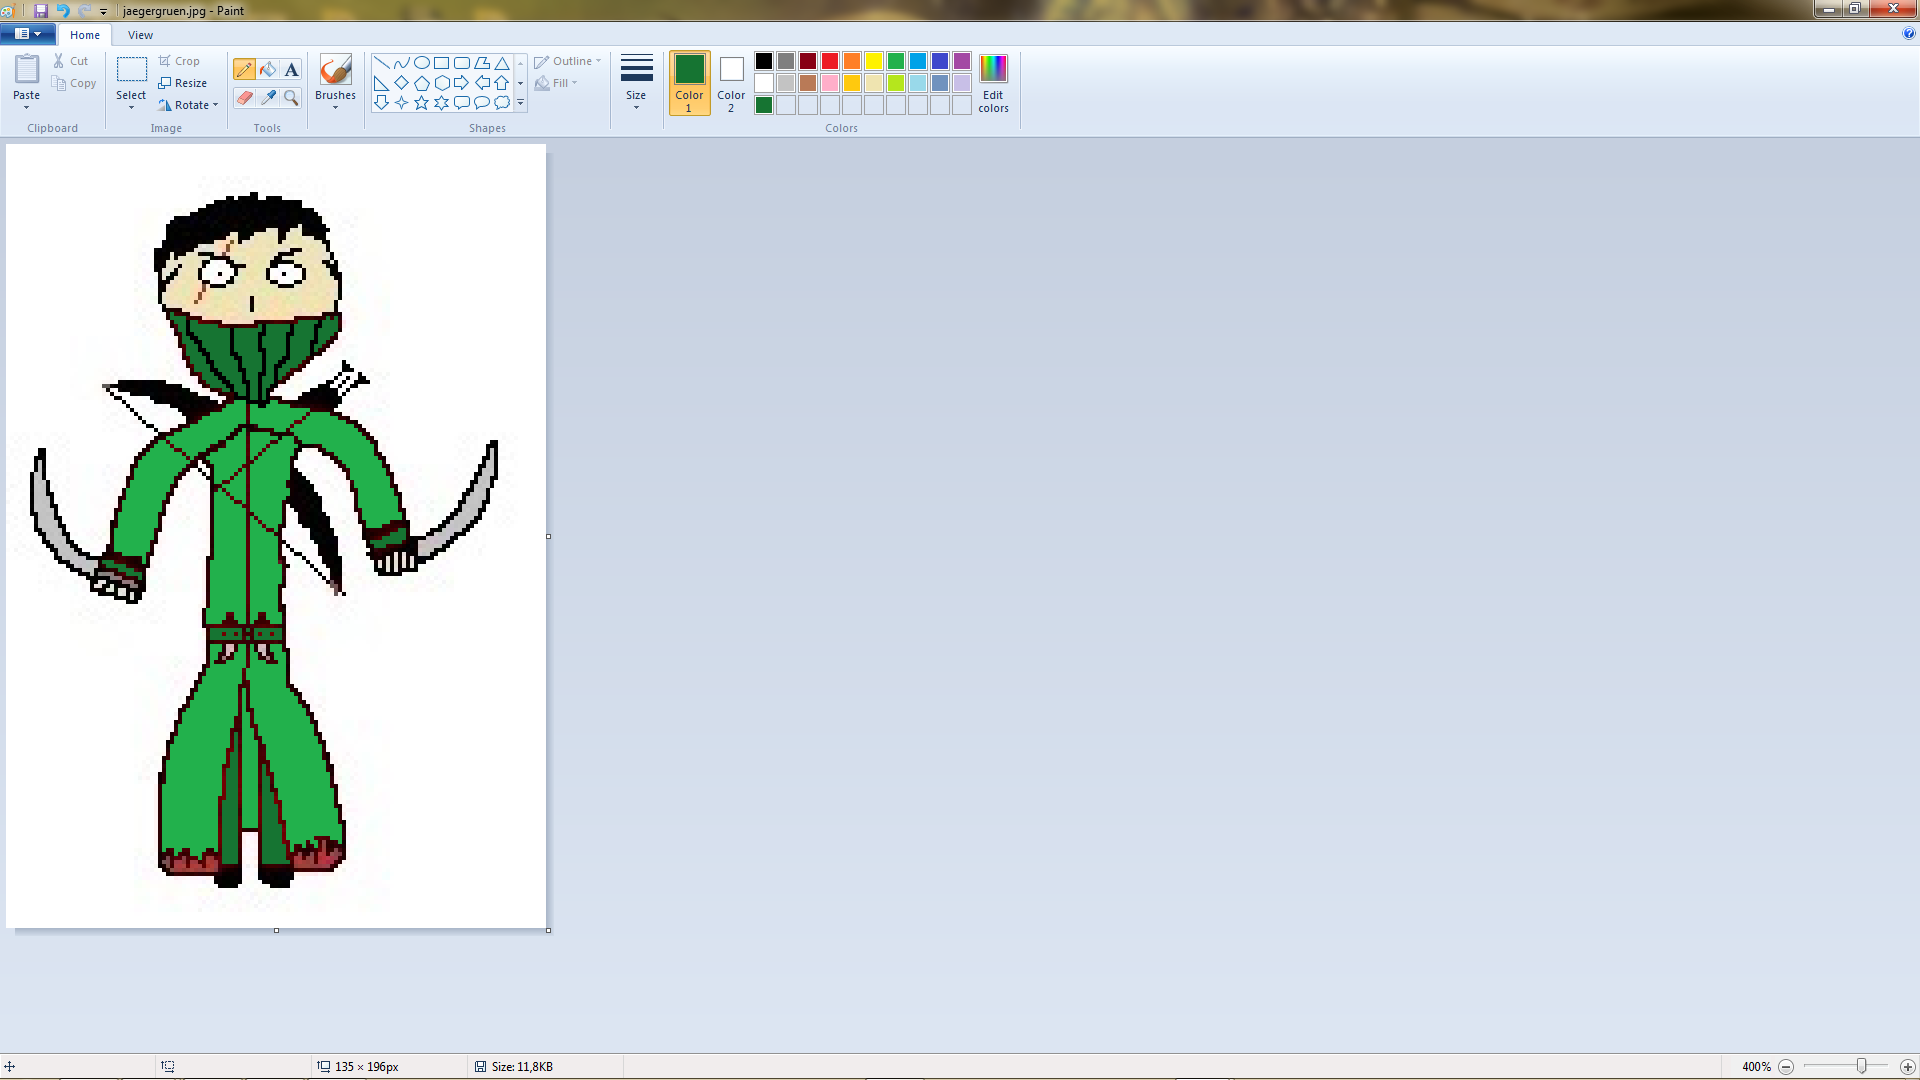 jaegergruen.jpg - Paint
Home
View
Paste
Cut
Copy
Clipboard
Select
Crop
Resize
Rotate
Image
A
Tools
Brushes
Shapes
Outline
Fill
Size
Color
1
Color
2
Colors
Edit
colors
135 × 196px
Size: 11,8KB
400%